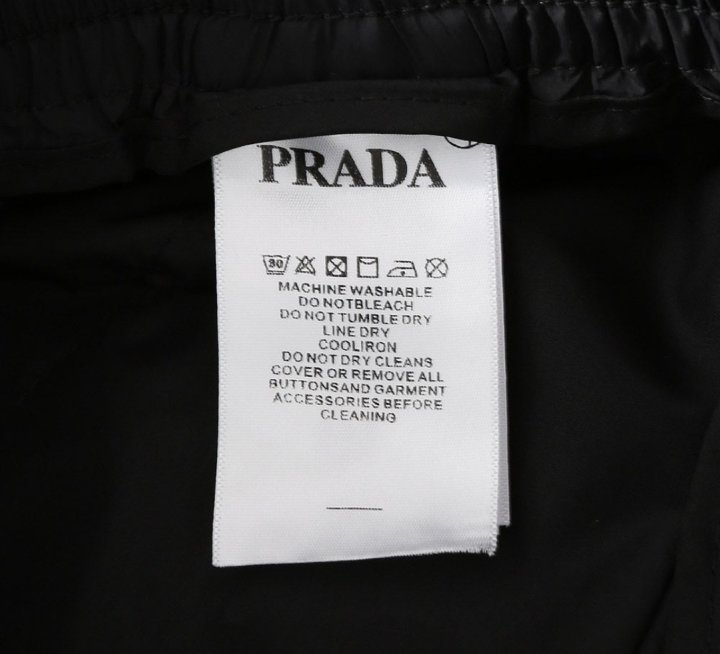 PRADA
30
MACHINE WASHABLE
DO NOTBLEACH
DO NOT TUMBLE DRY
LINE DRY
COOLIRON
DO NOT DRY CLEANS
COVER OR REMOVE ALL
BUTTONSAND GARMENT
ACCESSORIES BEFORE
CLEANING